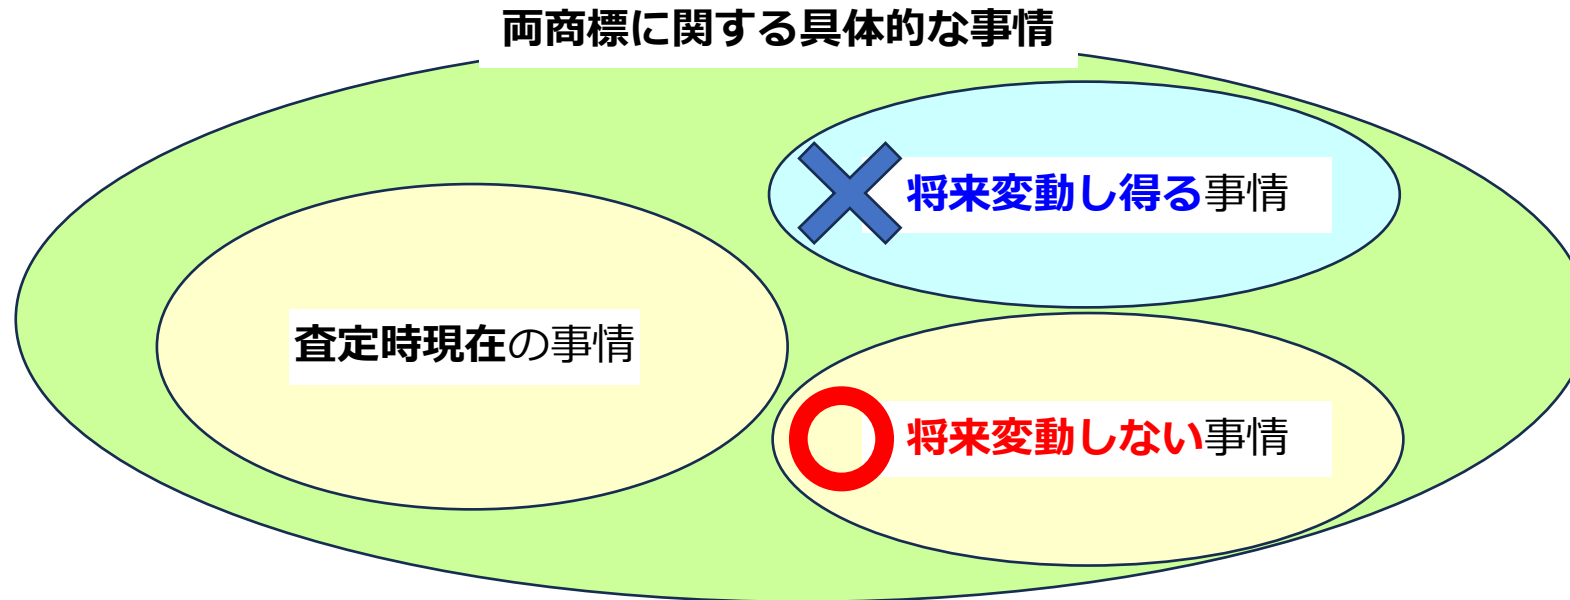 両商標に関する具体的な事情
将来変動し得る事情
査定時現在の事情
将来変動しない事情